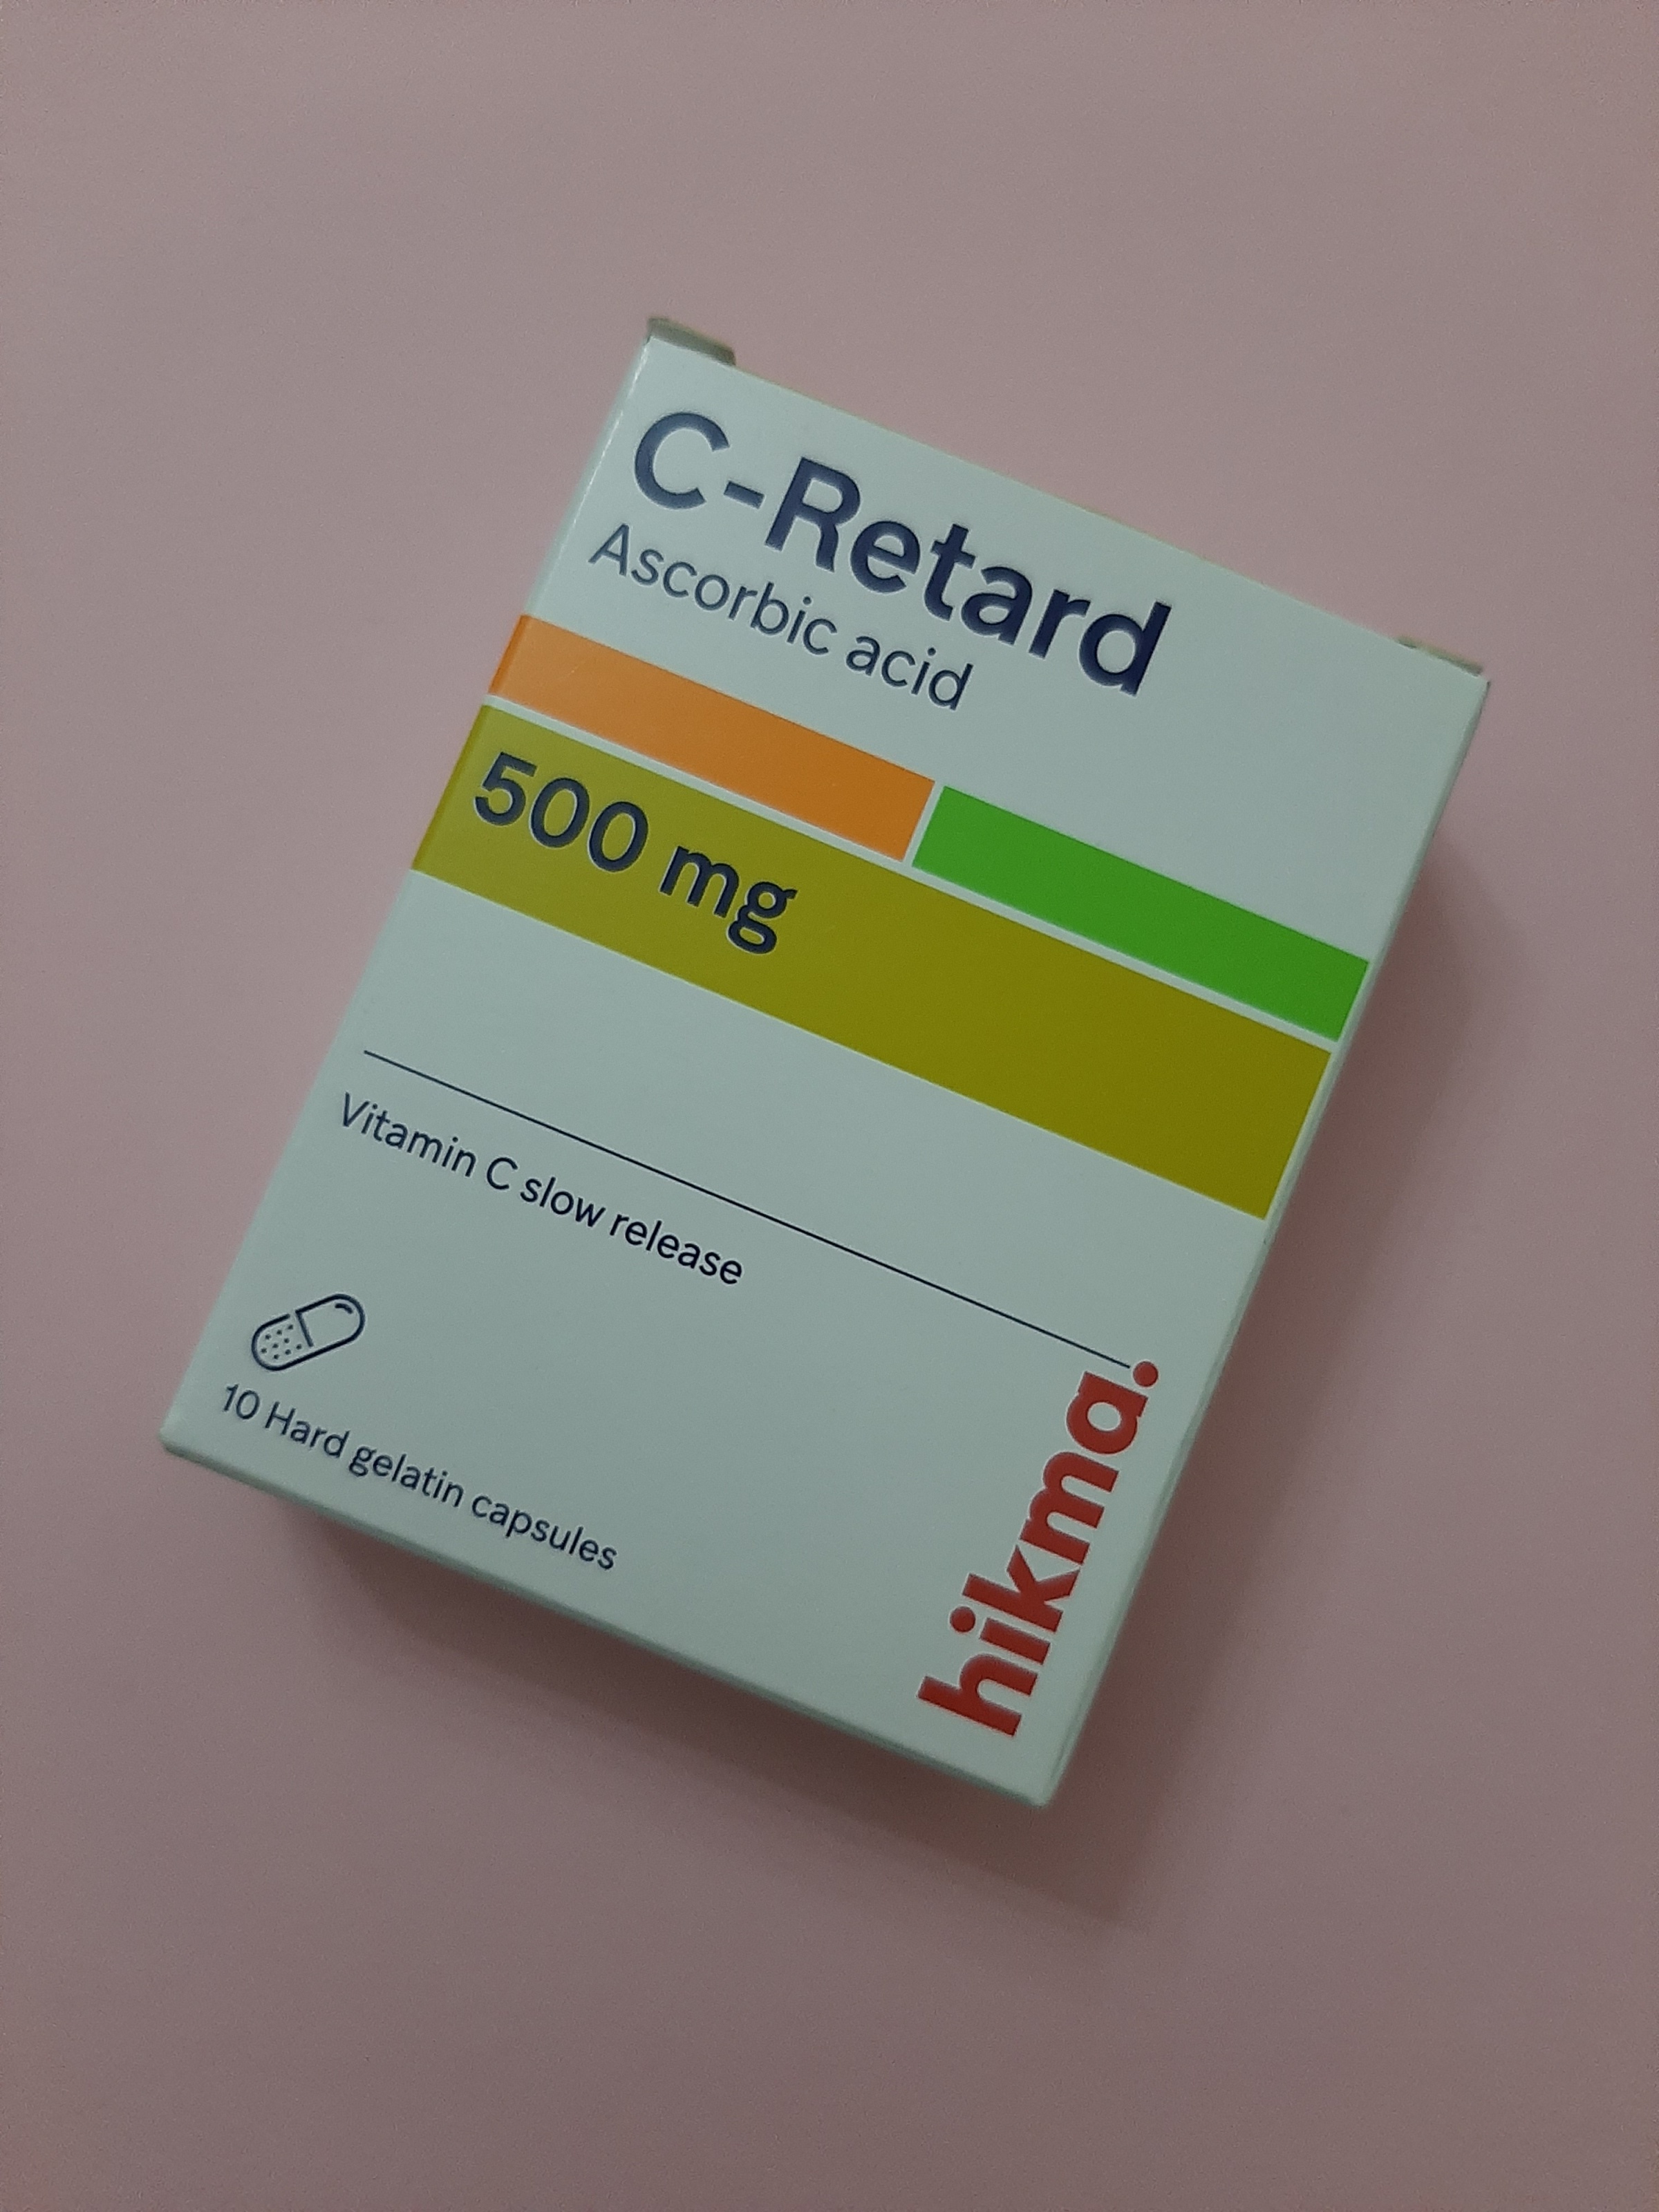 C-Retard
Ascorbic acid
500 mg
Vitamin C slow release
10 Hard gelatin capsules
hikma.